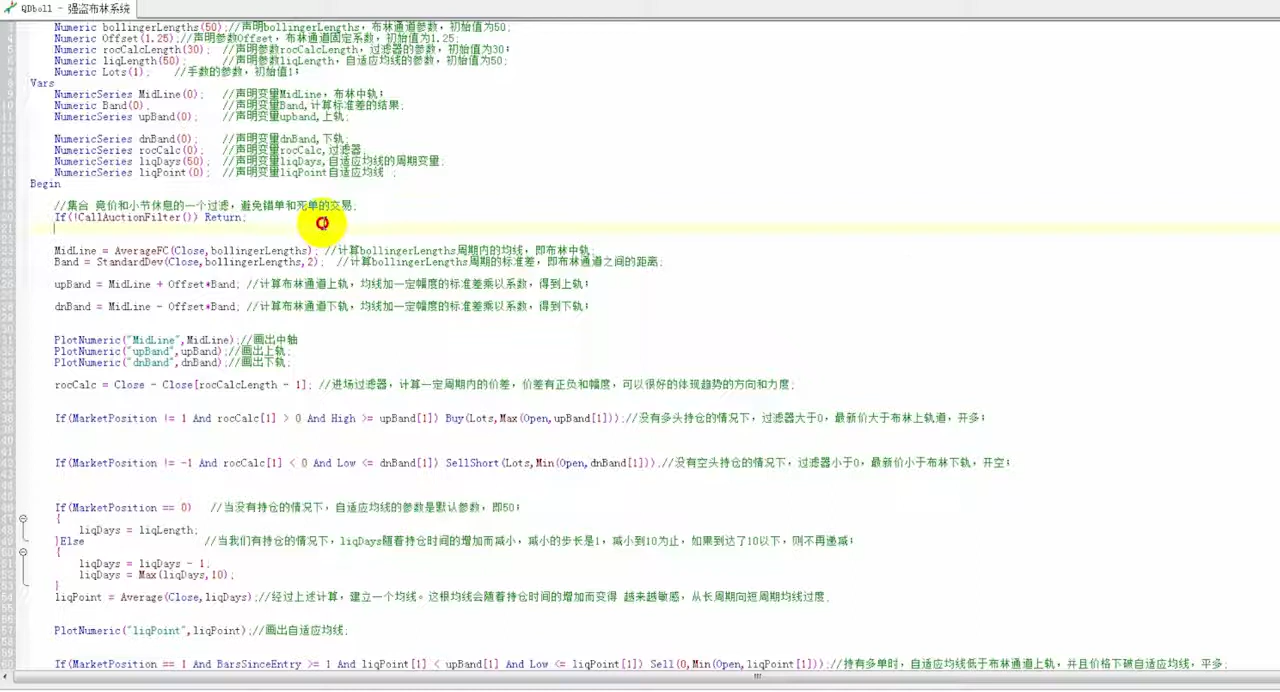 QDboll - 强盗布林系统
Numeric bollingerLengths(50);//声明bollingerLengths, 布林通道参数, 初始值为50;
Numeric Offset(1.25);//声明参数Offset, 布林通道固定系数, 初始值为1.25;
Numeric rocCalcLength(30); //声明参数rocCalcLength, 过滤器的参数, 初始值为30;
Numeric liqLength(50); //声明参数liqLength, 自适应均线的参数, 初始值为50;
Numeric Lots(1); //手数的参数, 初始值1;
Vars
NumericSeries MidLine(0); //声明变量MidLine, 布林中轨;
Numeric Band(0); //声明变量Band,计算标准差的结果;
NumericSeries upBand(0); //声明变量upband,上轨;
NumericSeries dnBand(0); //声明变量dnBand,下轨;
NumericSeries rocCalc(0); //声明变量rocCalc,过滤器;
NumericSeries liqDays(50); //声明变量liqDays,自适应均线的周期变量;
NumericSeries liqPoint(0); //声明变量liqPoint自适应均线 ;
Begin
//集合 竞价和小节休息的一个过滤, 避免错单和死单的交易;
If(!CallAuctionFilter()) Return;
MidLine = AverageFC(Close,bollingerLengths); //计算bollingerLengths周期内的均线, 即布林中轨;
Band = StandardDev(Close,bollingerLengths,2); //计算bollingerLengths周期的标准差, 即布林通道之间的距离;
upBand = MidLine + Offset*Band; //计算布林通道上轨, 均线加一定幅度的标准差乘以系数, 得到上轨;
dnBand = MidLine - Offset*Band; //计算布林通道下轨, 均线加一定幅度的标准差乘以系数, 得到下轨;
PlotNumeric("MidLine",MidLine);//画出中轴
PlotNumeric("upBand",upBand);//画出上轨;
PlotNumeric("dnBand",dnBand);//画出下轨;
rocCalc = Close - Close[rocCalcLength - 1]; //进场过滤器, 计算一定周期内的价差, 价差有正负和幅度, 可以很好的体现趋势的方向和力度;
If(MarketPosition != 1 And rocCalc[1] > 0 And High >= upBand[1]) Buy(Lots,Max(Open,upBand[1]));//没有多头持仓的情况下, 过滤器大于0, 最新价大于布林上轨道, 开多;
If(MarketPosition != -1 And rocCalc[1] < 0 And Low <= dnBand[1]) SellShort(Lots,Min(Open,dnBand[1]));//没有空头持仓的情况下, 过滤器小于0, 最新价小于布林下轨, 开空;
If(MarketPosition == 0) //当没有持仓的情况下, 自适应均线的参数是默认参数, 即50;
{
liqDays = liqLength;
}Else //当我们有持仓的情况下, liqDays随着持仓时间的增加而减小, 减小的步长是1, 减小到10为止, 如果到达了10以下, 则不再递减;
{
liqDays = liqDays - 1;
liqDays = Max(liqDays,10);
}
liqPoint = Average(Close,liqDays);//经过上述计算, 建立一个均线。这根均线会随着持仓时间的增加而变得 越来越敏感, 从长周期向短周期均线过度;
PlotNumeric("liqPoint",liqPoint);//画出自适应均线;
If(MarketPosition == 1 And BarsSinceEntry >= 1 And liqPoint[1] < upBand[1] And Low <= liqPoint[1]) Sell(0,Min(Open,liqPoint[1]));//持有多单时, 自适应均线低于布林通道上轨, 并且价格下破自适应均线, 平多;